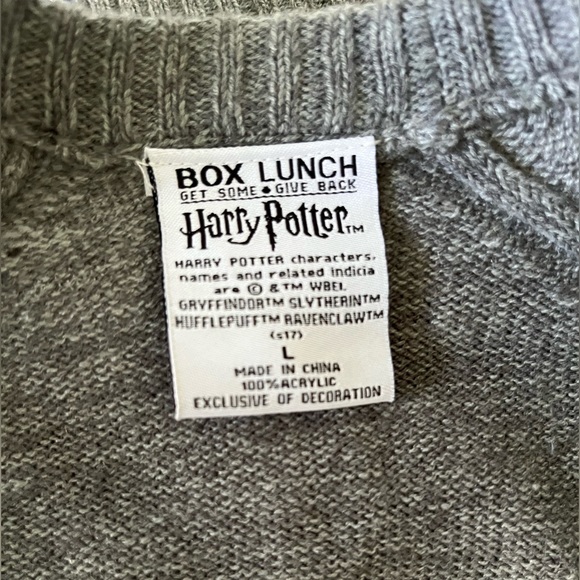 BOX LUNCH
GET SOME ◆ GIVE BACK
Harry Potter™
HARRY POTTER characters,
names and related indicia
are © & ™ WBEI.
GRYFFINDOR™ SLYTHERIN™
HUFFLEPUFF™ RAVENCLAW™
(s17)
L
MADE IN CHINA
100% ACRYLIC
EXCLUSIVE OF DECORATION